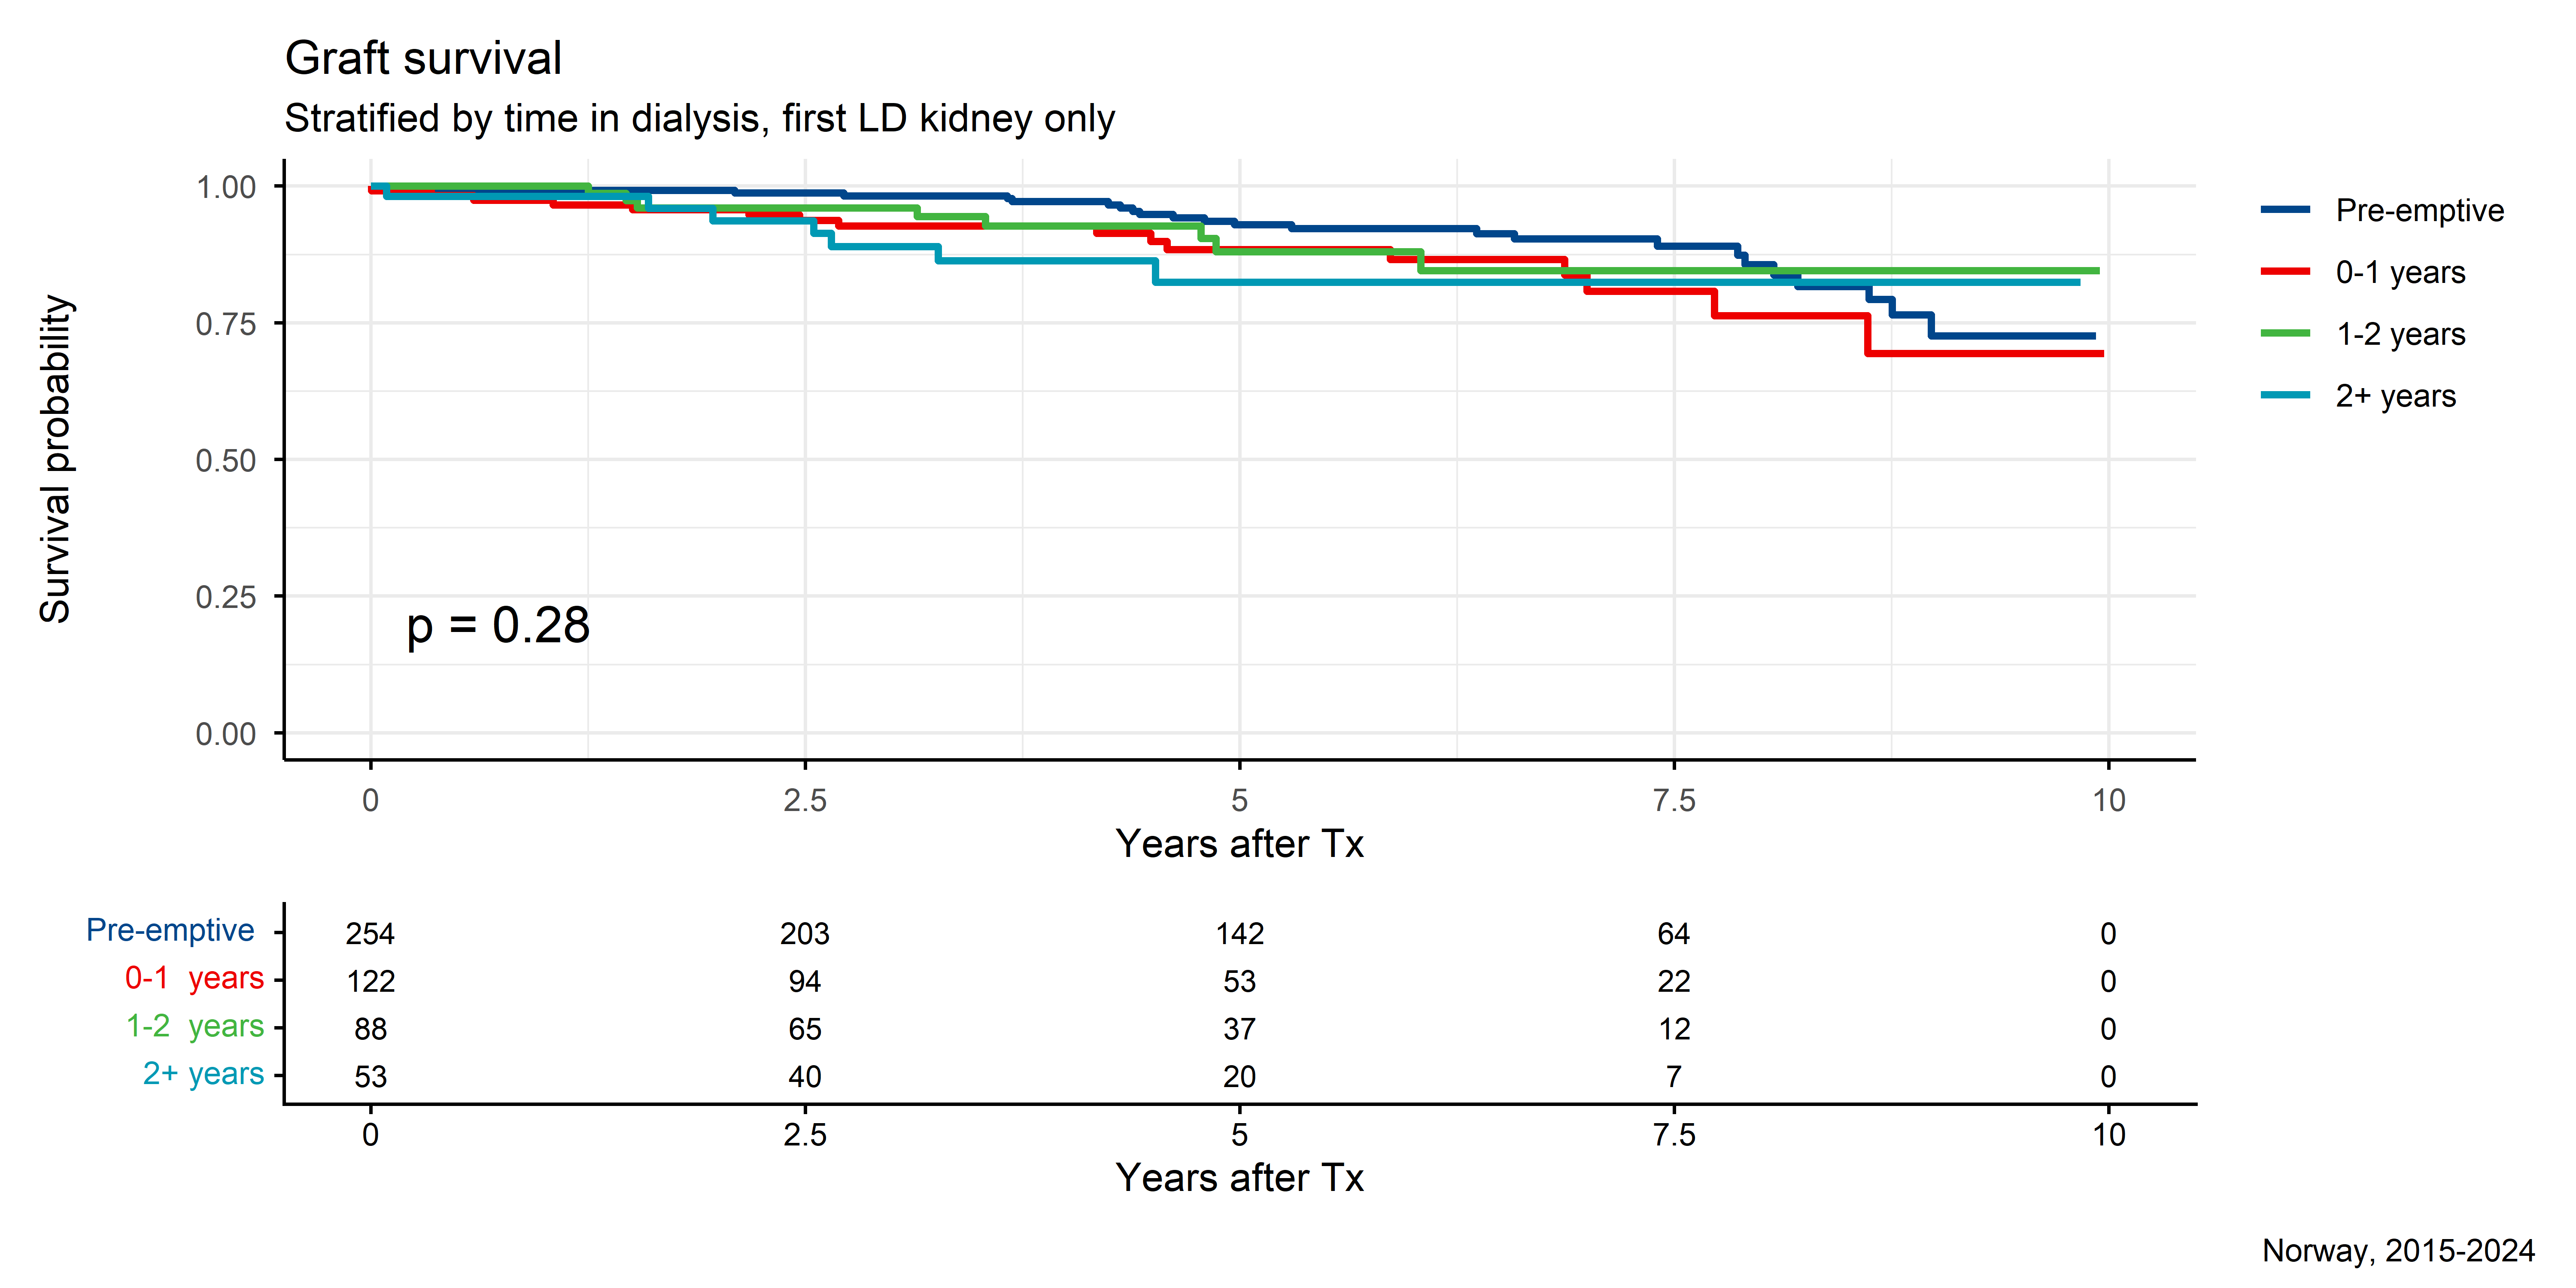 Graft survival
Stratified by time in dialysis, first LD kidney only
Survival probability
1.00
0.75
0.50
0.25
0.00
p = 0.28
0 2.5 5 7.5 10
Years after Tx
Pre-emptive
0-1 years
1-2 years
2+ years
Pre-emptive 254 203 142 64 0
0-1 years 122 94 53 22 0
1-2 years 88 65 37 12 0
2+ years 53 40 20 7 0
0 2.5 5 7.5 10
Years after Tx
Norway, 2015-2024